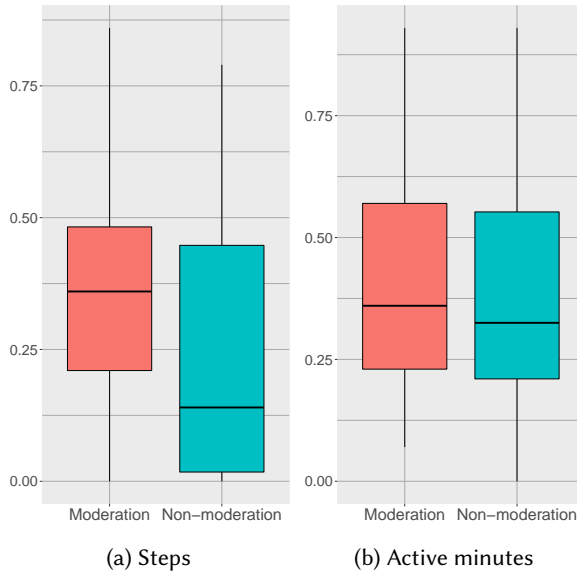 0.75
0.50
0.25
0.00
Moderation Non−moderation
(a) Steps
0.75
0.50
0.25
0.00
Moderation Non−moderation
(b) Active minutes